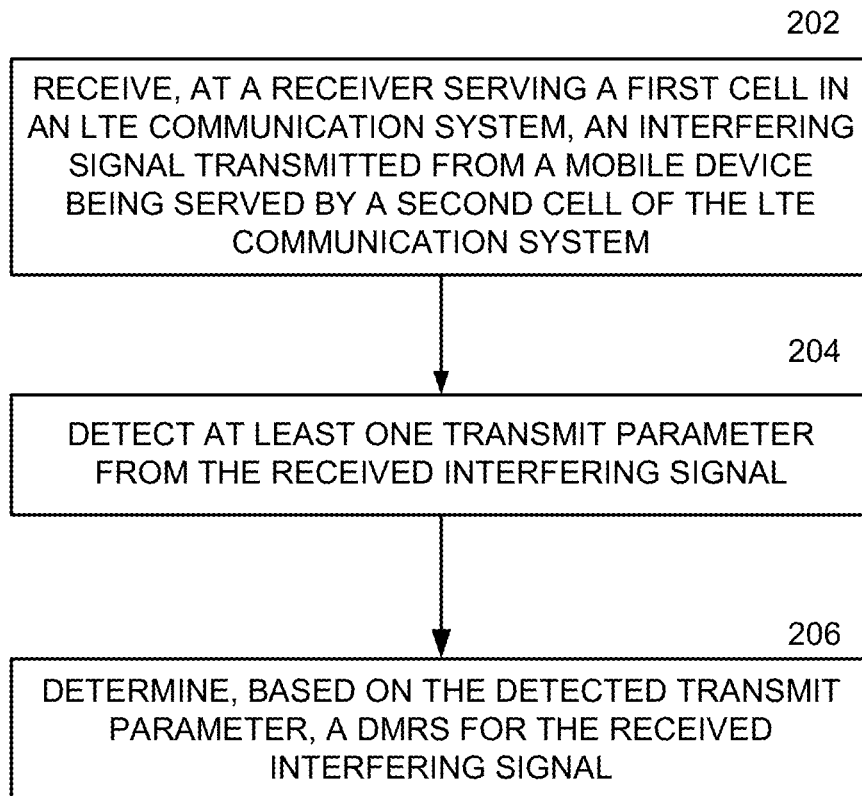 202
RECEIVE, AT A RECEIVER SERVING A FIRST CELL IN
AN LTE COMMUNICATION SYSTEM, AN INTERFERING
SIGNAL TRANSMITTED FROM A MOBILE DEVICE
BEING SERVED BY A SECOND CELL OF THE LTE
COMMUNICATION SYSTEM
204
DETECT AT LEAST ONE TRANSMIT PARAMETER
FROM THE RECEIVED INTERFERING SIGNAL
206
DETERMINE, BASED ON THE DETECTED TRANSMIT
PARAMETER, A DMRS FOR THE RECEIVED
INTERFERING SIGNAL